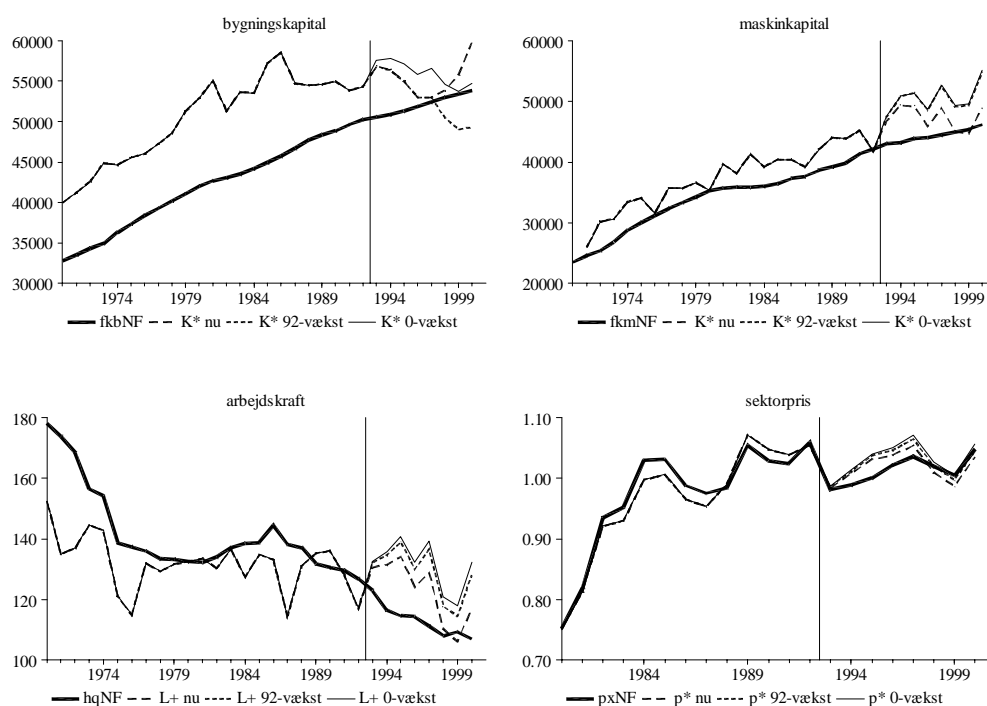 bygningskapital
60000
55000
50000
45000
40000
35000
30000
1974 1979 1984 1989 1994 1999
fkbNF K* nu K* 92-vækst K* 0-vækst
maskinkapital
60000
50000
40000
30000
20000
1974 1979 1984 1989 1994 1999
fkmNF K* nu K* 92-vækst K* 0-vækst
arbejdskraft
180
160
140
120
100
1974 1979 1984 1989 1994 1999
hqNF L+ nu L+ 92-vækst L+ 0-vækst
sektorpris
1.10
1.00
0.90
0.80
0.70
1984 1989 1994 1999
pxNF p* nu p* 92-vækst p* 0-vækst